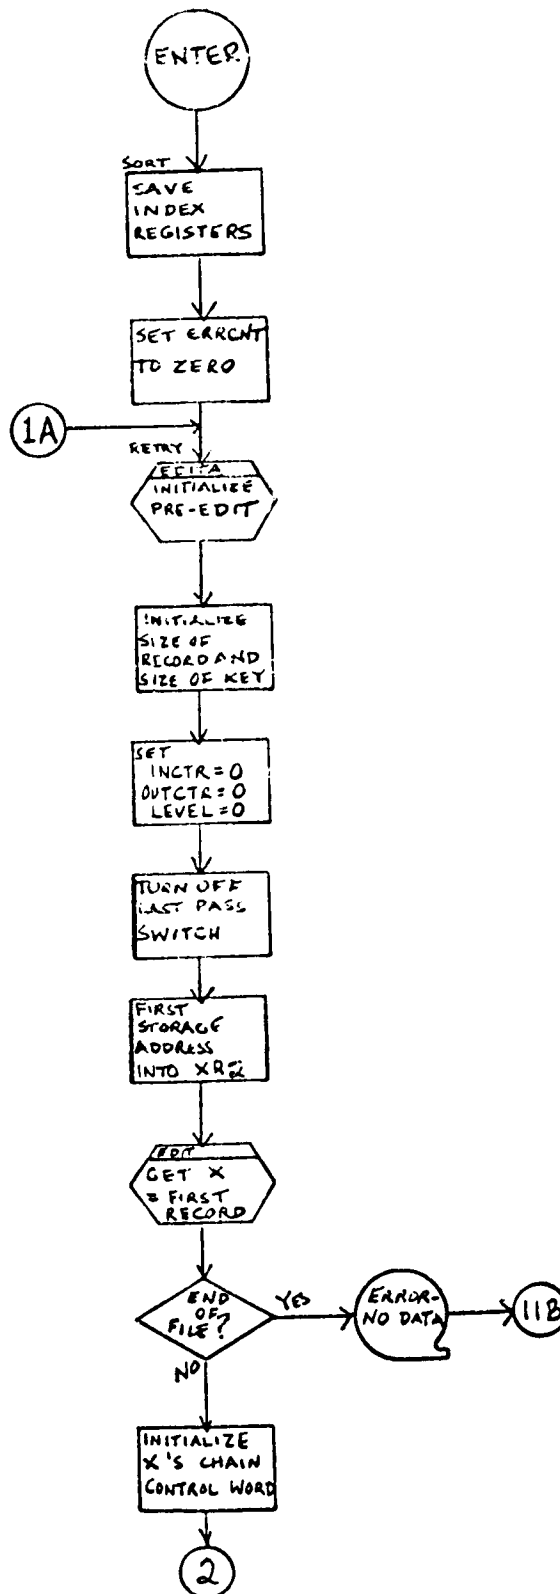 ENTER
SORT
SAVE
INDEX
REGISTERS
SET ERRCNT
TO ZERO
1A
RETRY
INITIALIZE
PRE-EDIT
INITIALIZE
SIZE OF
RECORD AND
SIZE OF KEY
SET
INCTR=0
OUTCTR=0
LEVEL=0
TURN OFF
LAST PASS
SWITCH
FIRST
STORAGE
ADDRESS
INTO XR2
EDIT
GET X
= FIRST
RECORD
END
OF
FILE?
YES
ERROR-
NO DATA
11B
NO
INITIALIZE
X'S CHAIN
CONTROL WORD
2